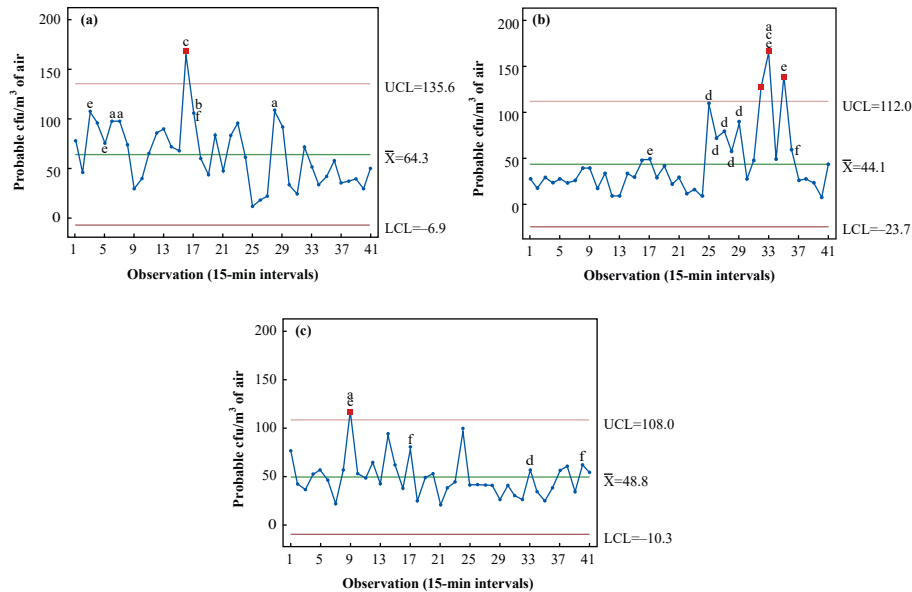 (a)
200
150
100
50
0
Probable cfu/m³ of air
c
e
a a
b
f
a
e
UCL=135.6
X̿=64.3
LCL=–6.9
1 5 9 13 17 21 25 29 33 37 41
Observation (15-min intervals)
(b)
200
150
100
50
0
Probable cfu/m³ of air
a
c
e
e
d
d
d
d
d
e
f
UCL=112.0
X̿=44.1
LCL=–23.7
1 5 9 13 17 21 25 29 33 37 41
Observation (15-min intervals)
(c)
200
150
100
50
0
Probable cfu/m³ of air
a
e
f
d
f
UCL=108.0
X̿=48.8
LCL=–10.3
1 5 9 13 17 21 25 29 33 37 41
Observation (15-min intervals)